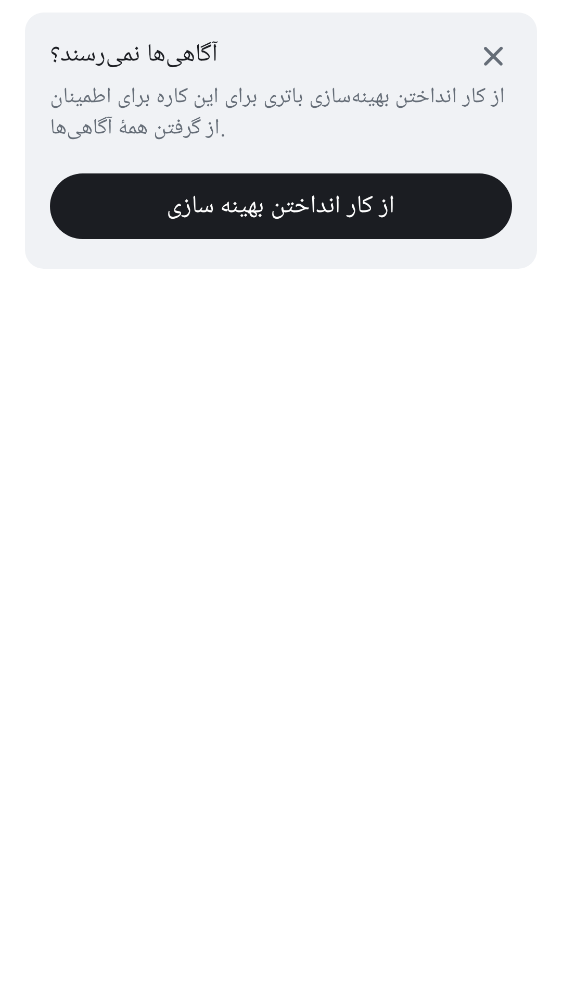 آگاهی‌ها نمی‌رسند؟
از کار انداختن بهینه‌سازی باتری برای این کاره برای اطمینان
از گرفتن همهٔ آگاهی‌ها.
از کار انداختن بهینه سازی